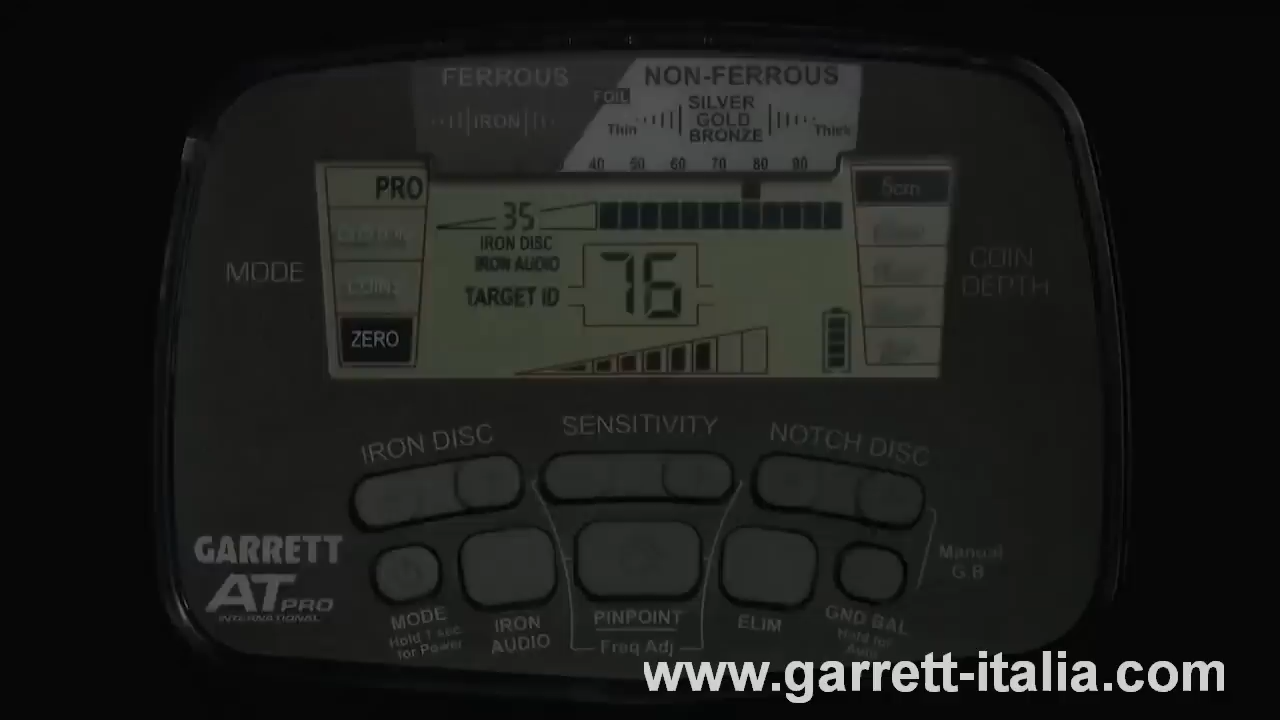 FERROUS
NON-FERROUS
FOIL
IRON
SILVER
GOLD
BRONZE
Thin
Thick
40 50 60 70 80 90
PRO
5cm
35
IRON DISC
IRON AUDIO
76
TARGET ID
MODE
COIN
DEPTH
ZERO
IRON DISC
SENSITIVITY
NOTCH DISC
GARRETT
AT PRO
INTERNATIONAL
MODE
Hold 1 Sec
for Power
IRON
AUDIO
PINPOINT
Freq Adj
ELIM
GND BAL
Hold for
Auto
Manual
G B
www.garrett-italia.com